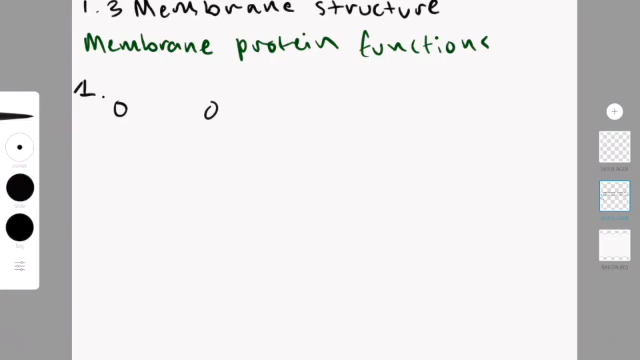 1.3 Membrane structure
Membrane protein functions
1.